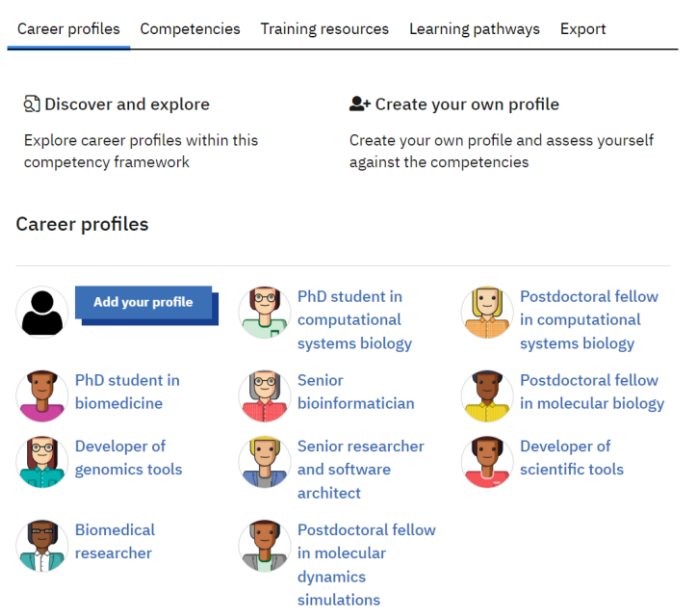 Career profiles Competencies Training resources Learning pathways Export
Discover and explore
Explore career profiles within this
competency framework
Create your own profile
Create your own profile and assess yourself
against the competencies
Career profiles
Add your profile
PhD student in
computational
systems biology
Postdoctoral fellow
in computational
systems biology
PhD student in
biomedicine
Senior
bioinformatician
Postdoctoral fellow
in molecular biology
Developer of
genomics tools
Senior researcher
and software
architect
Developer of
scientific tools
Biomedical
researcher
Postdoctoral fellow
in molecular
dynamics
simulations